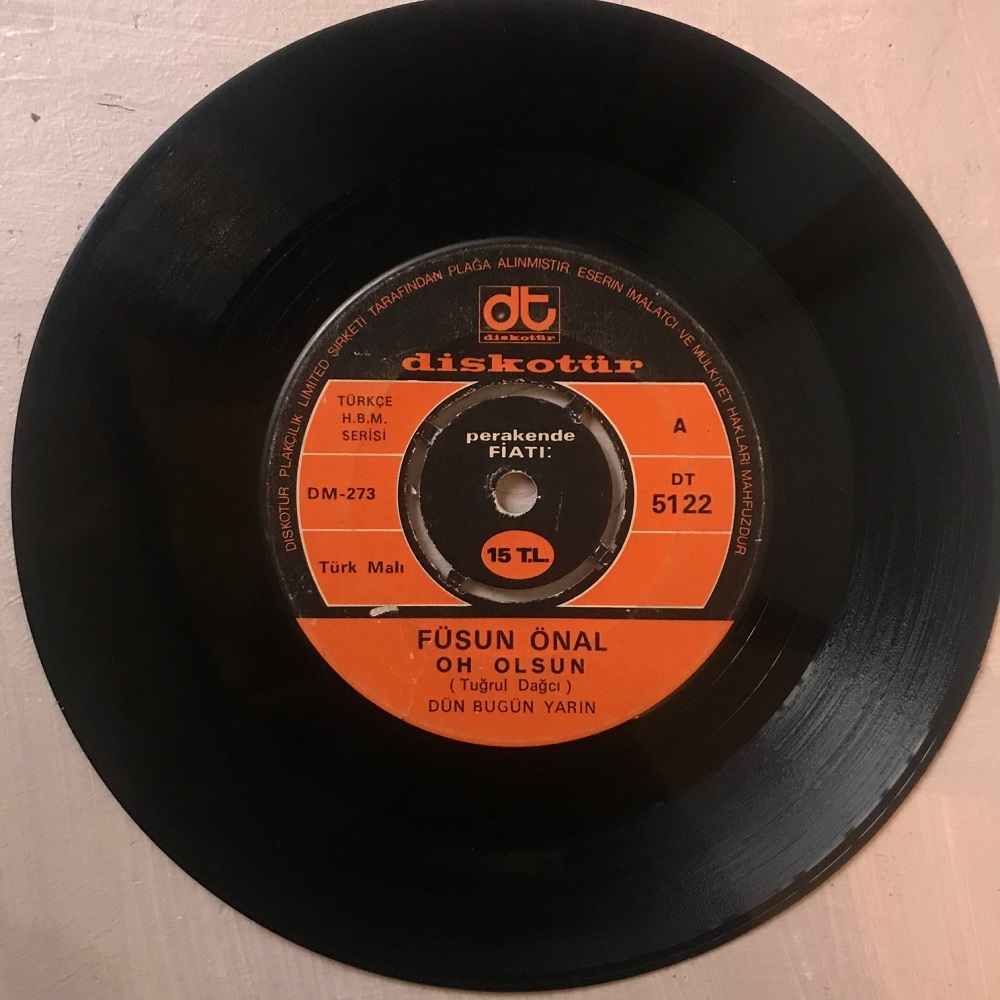 DISKOTÜR PLAKÇILIK LIMITED ŞIRKETİ TARAFINDAN PLAĞA ALINMIŞTIR ESERIN IMALATÇI VE MÜLKIYET HAKLARI MAHFUZDUR
dt
diskotür
diskotür
TÜRKÇE
H.B.M.
SERİSİ
perakende
FİATI:
A
DM-273
DT
5122
Türk Malı
15 T.L.
FÜSUN ÖNAL
OH OLSUN
(Tuğrul Dağcı)
DÜN BUGÜN YARIN